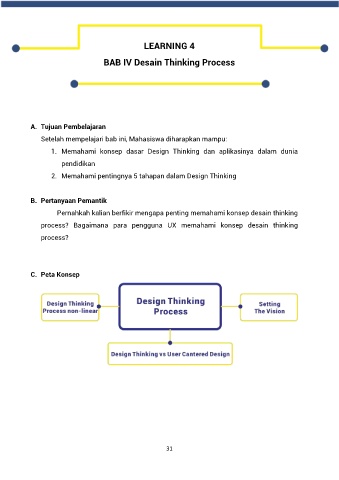 LEARNING 4
BAB IV Desain Thinking Process
A. Tujuan Pembelajaran
Setelah mempelajari bab ini, Mahasiswa diharapkan mampu:
1. Memahami konsep dasar Design Thinking dan aplikasinya dalam dunia
pendidikan
2. Memahami pentingnya 5 tahapan dalam Design Thinking
B. Pertanyaan Pemantik
Pernahkah kalian berfikir mengapa penting memahami konsep desain thinking
process? Bagaimana para pengguna UX memahami konsep desain thinking
process?
C. Peta Konsep
Design Thinking
Process non-linear
Design Thinking
Process
Setting
The Vision
Design Thinking vs User Cantered Design
31